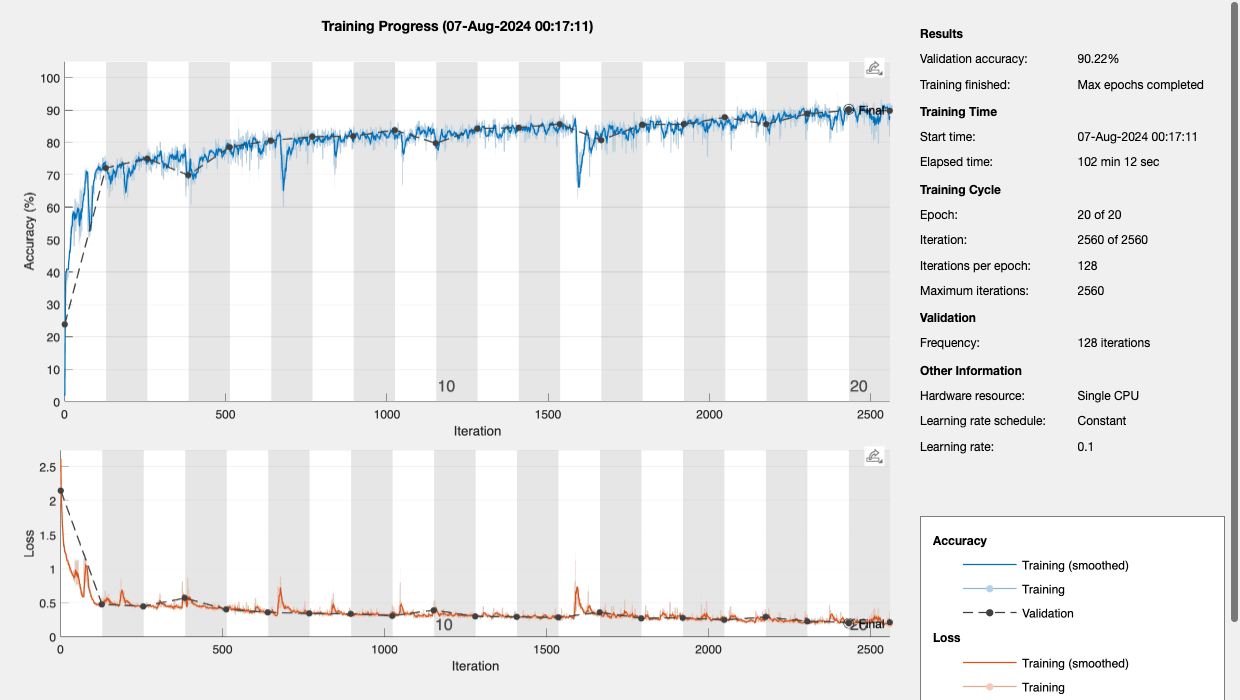 Training Progress (07-Aug-2024 00:17:11)
100
90
80
70
60
50
40
30
20
10
0
Accuracy (%)
Final
10
20
0
500
1000
1500
2000
2500
Iteration
2.5
2
1.5
1
0.5
0
Loss
10
20
Final
0
500
1000
1500
2000
2500
Iteration
Results
Validation accuracy: 90.22%
Training finished: Max epochs completed
Training Time
Start time: 07-Aug-2024 00:17:11
Elapsed time: 102 min 12 sec
Training Cycle
Epoch: 20 of 20
Iteration: 2560 of 2560
Iterations per epoch: 128
Maximum iterations: 2560
Validation
Frequency: 128 iterations
Other Information
Hardware resource: Single CPU
Learning rate schedule: Constant
Learning rate: 0.1
Accuracy
Training (smoothed)
Training
Validation
Loss
Training (smoothed)
Training